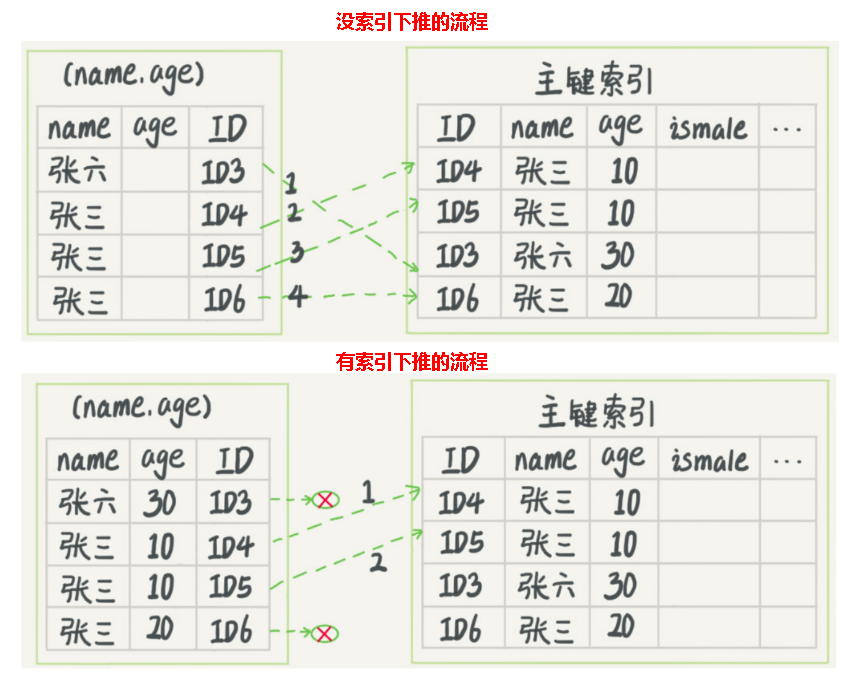 没索引下推的流程
(name.age)
name age ID
张六 ID3
张三 ID4
张三 ID5
张三 ID6
1
2
3
4
主键索引
ID name age ismale ...
ID4 张三 10
ID5 张三 10
ID3 张六 30
ID6 张三 20
有索引下推的流程
(name.age)
name age ID
张六 30 ID3
张三 10 ID4
张三 10 ID5
张三 20 ID6
1
2
主键索引
ID name age ismale ...
ID4 张三 10
ID5 张三 10
ID3 张六 30
ID6 张三 20